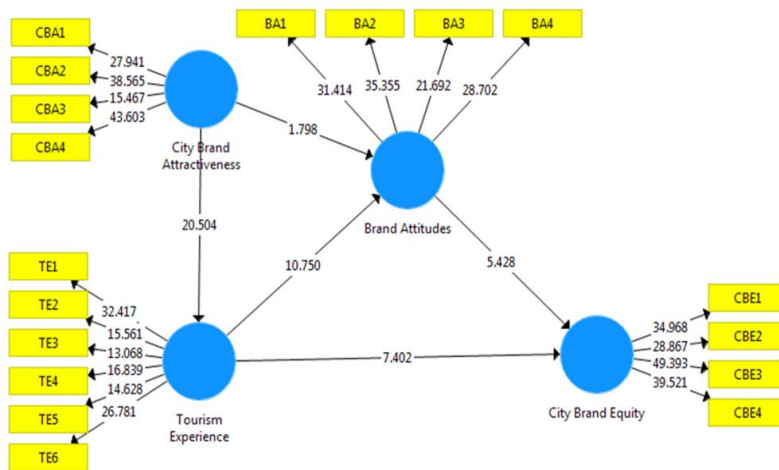 CBA1
CBA2
CBA3
CBA4
27.941
38.565
15.467
43.603
City Brand
Attractiveness
BA1
BA2
BA3
BA4
31.414
35.355
21.692
28.702
1.798
Brand Attitudes
20.504
10.750
5.428
7.402
TE1
TE2
TE3
TE4
TE5
TE6
32.417
15.561
13.068
16.839
14.628
26.781
Tourism
Experience
City Brand Equity
34.968
28.867
49.393
39.521
CBE1
CBE2
CBE3
CBE4